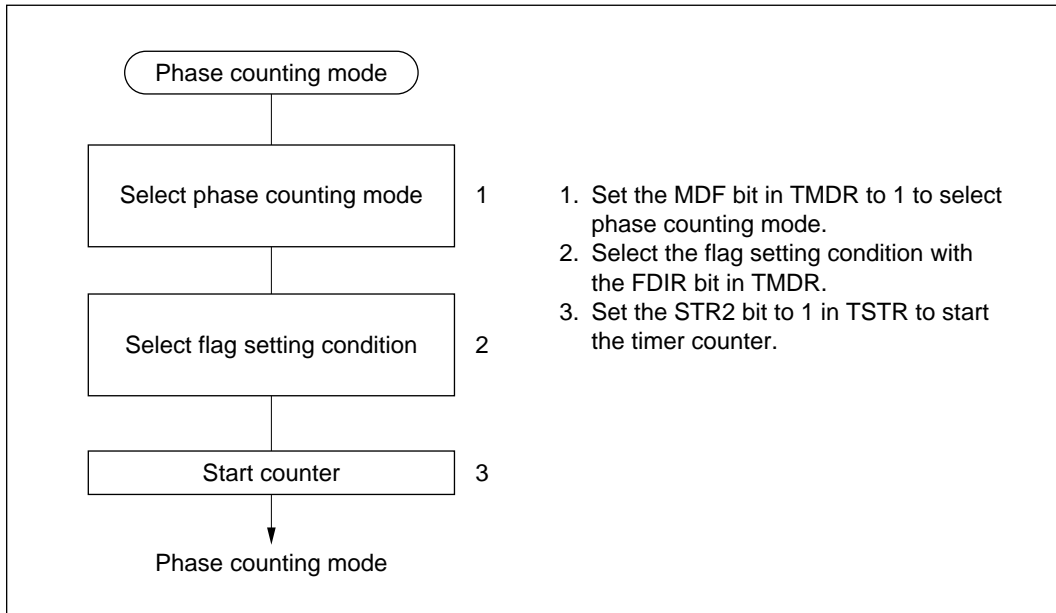 Phase counting mode
Select phase counting mode 1
Select flag setting condition 2
Start counter 3
Phase counting mode
1. Set the MDF bit in TMDR to 1 to select
phase counting mode.
2. Select the flag setting condition with
the FDIR bit in TMDR.
3. Set the STR2 bit to 1 in TSTR to start
the timer counter.